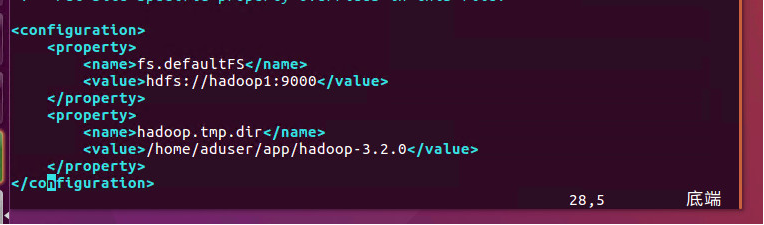 <configuration>
<property>
<name>fs.defaultFS</name>
<value>hdfs://hadoop1:9000</value>
</property>
<property>
<name>hadoop.tmp.dir</name>
<value>/home/aduser/app/hadoop-3.2.0</value>
</property>
</configuration>
28,5 底端